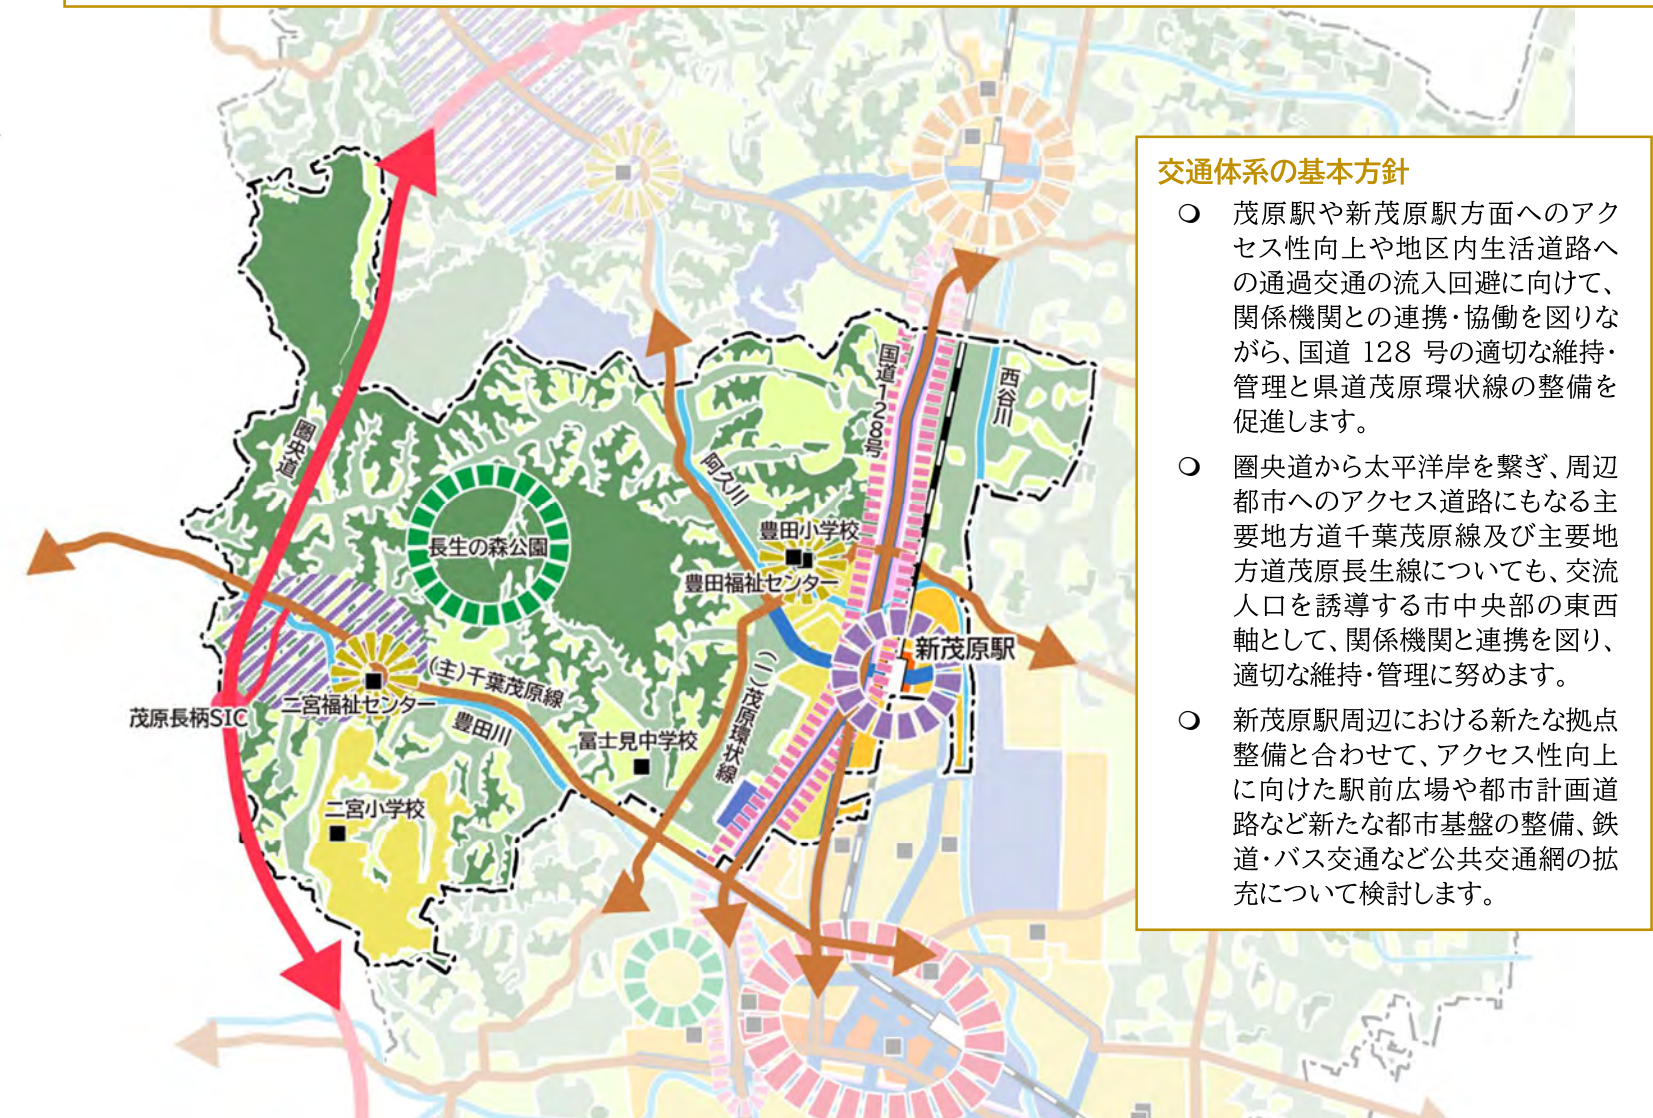 交通体系の基本方針
○ 茂原駅や新茂原駅方面へのアク
セス性向上や地区内生活道路へ
の通過交通の流入回避に向けて、
関係機関との連携・協働を図りな
がら、国道 128 号の適切な維持・
管理と県道茂原環状線の整備を
促進します。
○ 圏央道から太平洋岸を繋ぎ、周辺
都市へのアクセス道路にもなる主
要地方道千葉茂原線及び主要地
方道茂原長生線についても、交流
人口を誘導する市中央部の東西
軸として、関係機関と連携を図り、
適切な維持・管理に努めます。
○ 新茂原駅周辺における新たな拠点
整備と合わせて、アクセス性向上
に向けた駅前広場や都市計画道
路など新たな都市基盤の整備、鉄
道・バス交通など公共交通網の拡
充について検討します。
国道128号
西谷川
圏央道
阿久川
豊田小学校
長生の森公園
豊田福祉センター
新茂原駅
(主)千葉茂原線
(一)茂原環状線
二宮福祉センター
茂原長柄SIC
豊田川
冨士見中学校
二宮小学校